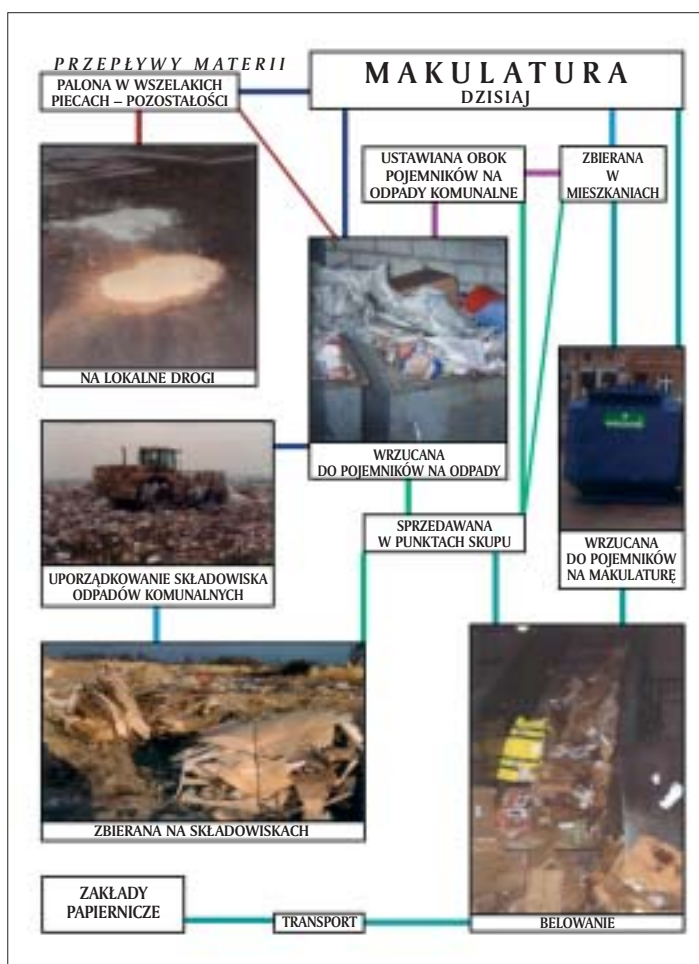 PRZEPŁYWY MATERII
MAKULATURA
DZISIAJ
PALONA W WSZELAKICH
PIECACH – POZOSTAŁOŚCI
USTAWIANA OBOK
POJEMNIKÓW NA
ODPADY KOMUNALNE
ZBIERANA
W
MIESZKANIACH
NA LOKALNE DROGI
WRZUCANA
DO POJEMNIKÓW NA ODPADY
SPRZEDAWANA
W PUNKTACH SKUPU
WRZUCANA
DO POJEMNIKÓW
NA MAKULATURĘ
UPORZĄDKOWANIE SKŁADOWISKA
ODPADÓW KOMUNALNYCH
ZBIERANA NA SKŁADOWISKACH
ZAKŁADY
PAPIERNICZE
TRANSPORT
BELOWANIE